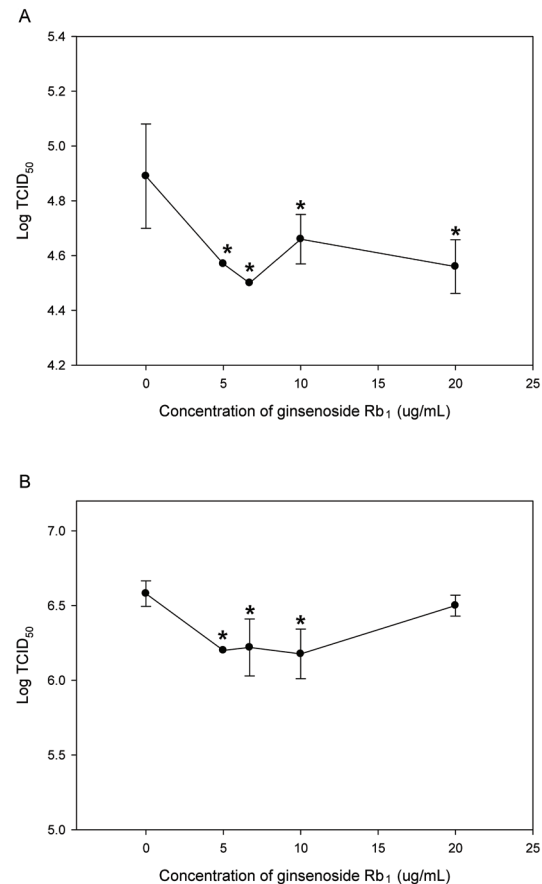 A
5.4
5.2
5.0
4.8
4.6
4.4
4.2
Log TCID50
* * * *
0 5 10 15 20 25
Concentration of ginsenoside Rb1 (ug/mL)
B
7.0
6.5
6.0
5.5
5.0
Log TCID50
* * *
0 5 10 15 20 25
Concentration of ginsenoside Rb1 (ug/mL)